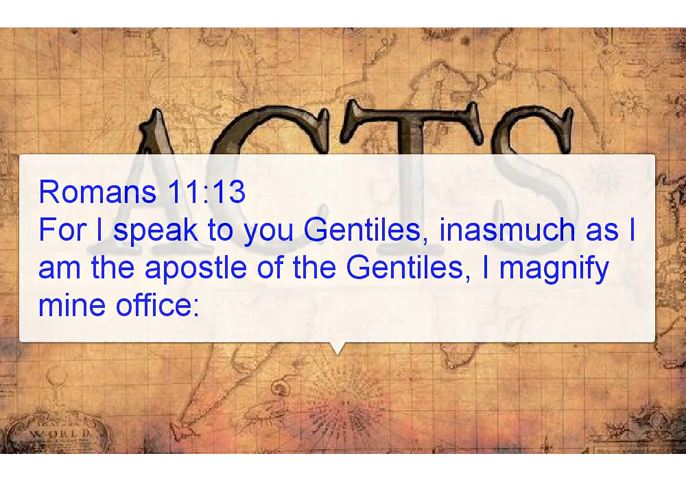 ACTS
Romans 11:13
For I speak to you Gentiles, inasmuch as I
am the apostle of the Gentiles, I magnify
mine office:
WORLD